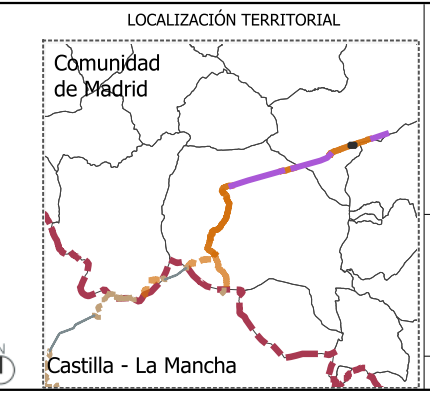 LOCALIZACIÓN TERRITORIAL
Comunidad
de Madrid
N
Castilla - La Mancha